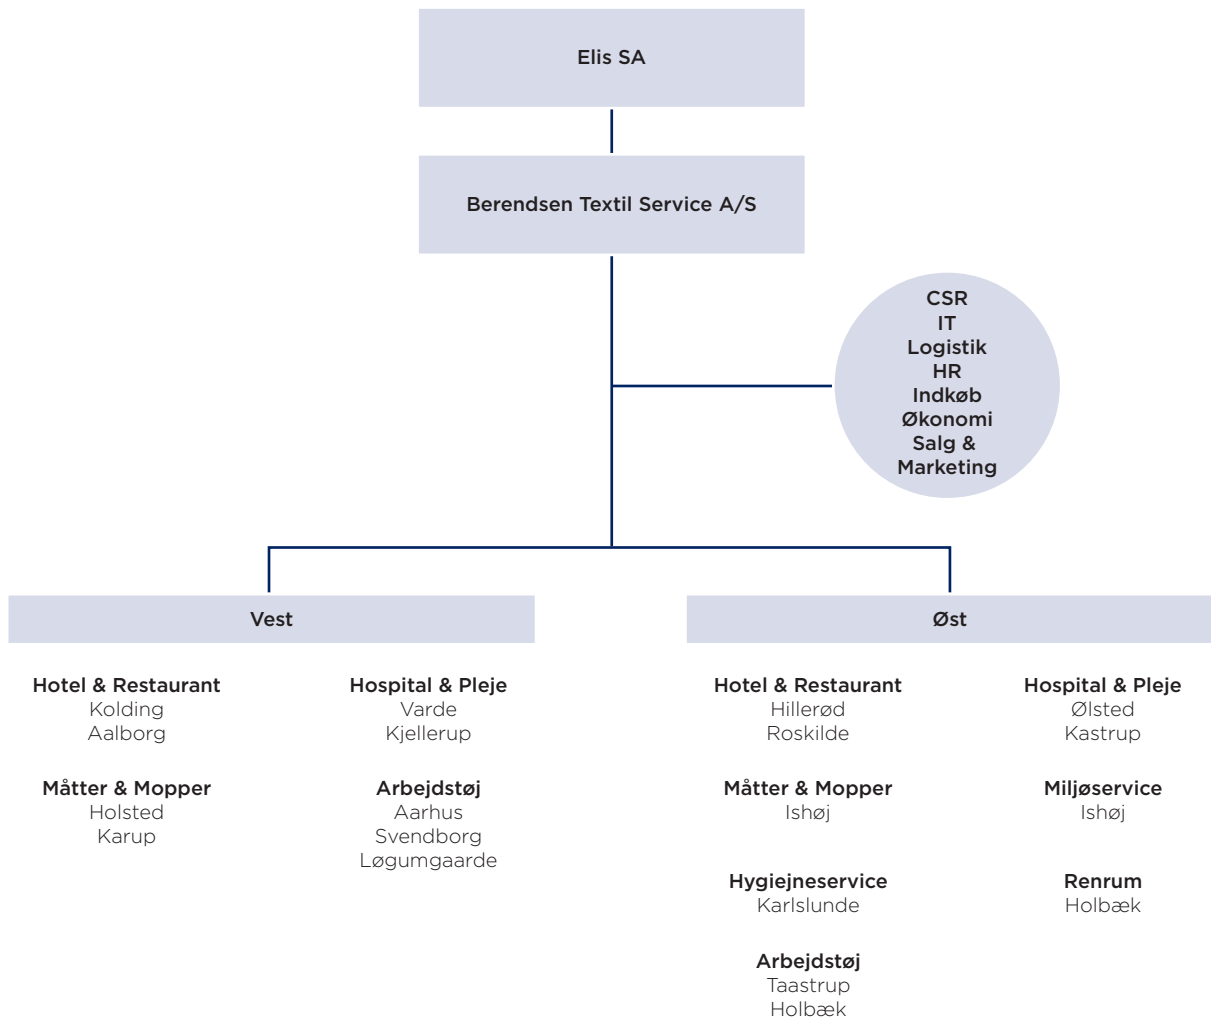 Elis SA
Berendsen Textil Service A/S
CSR
IT
Logistik
HR
Indkøb
Økonomi
Salg &
Marketing
Vest
Hotel & Restaurant
Kolding
Aalborg
Hospital & Pleje
Varde
Kjellerup
Måtter & Mopper
Holsted
Karup
Arbejdstøj
Aarhus
Svendborg
Løgumgaarde
Øst
Hotel & Restaurant
Hillerød
Roskilde
Hospital & Pleje
Ølsted
Kastrup
Måtter & Mopper
Ishøj
Miljøservice
Ishøj
Hygiejneservice
Karlslunde
Renrum
Holbæk
Arbejdstøj
Taastrup
Holbæk